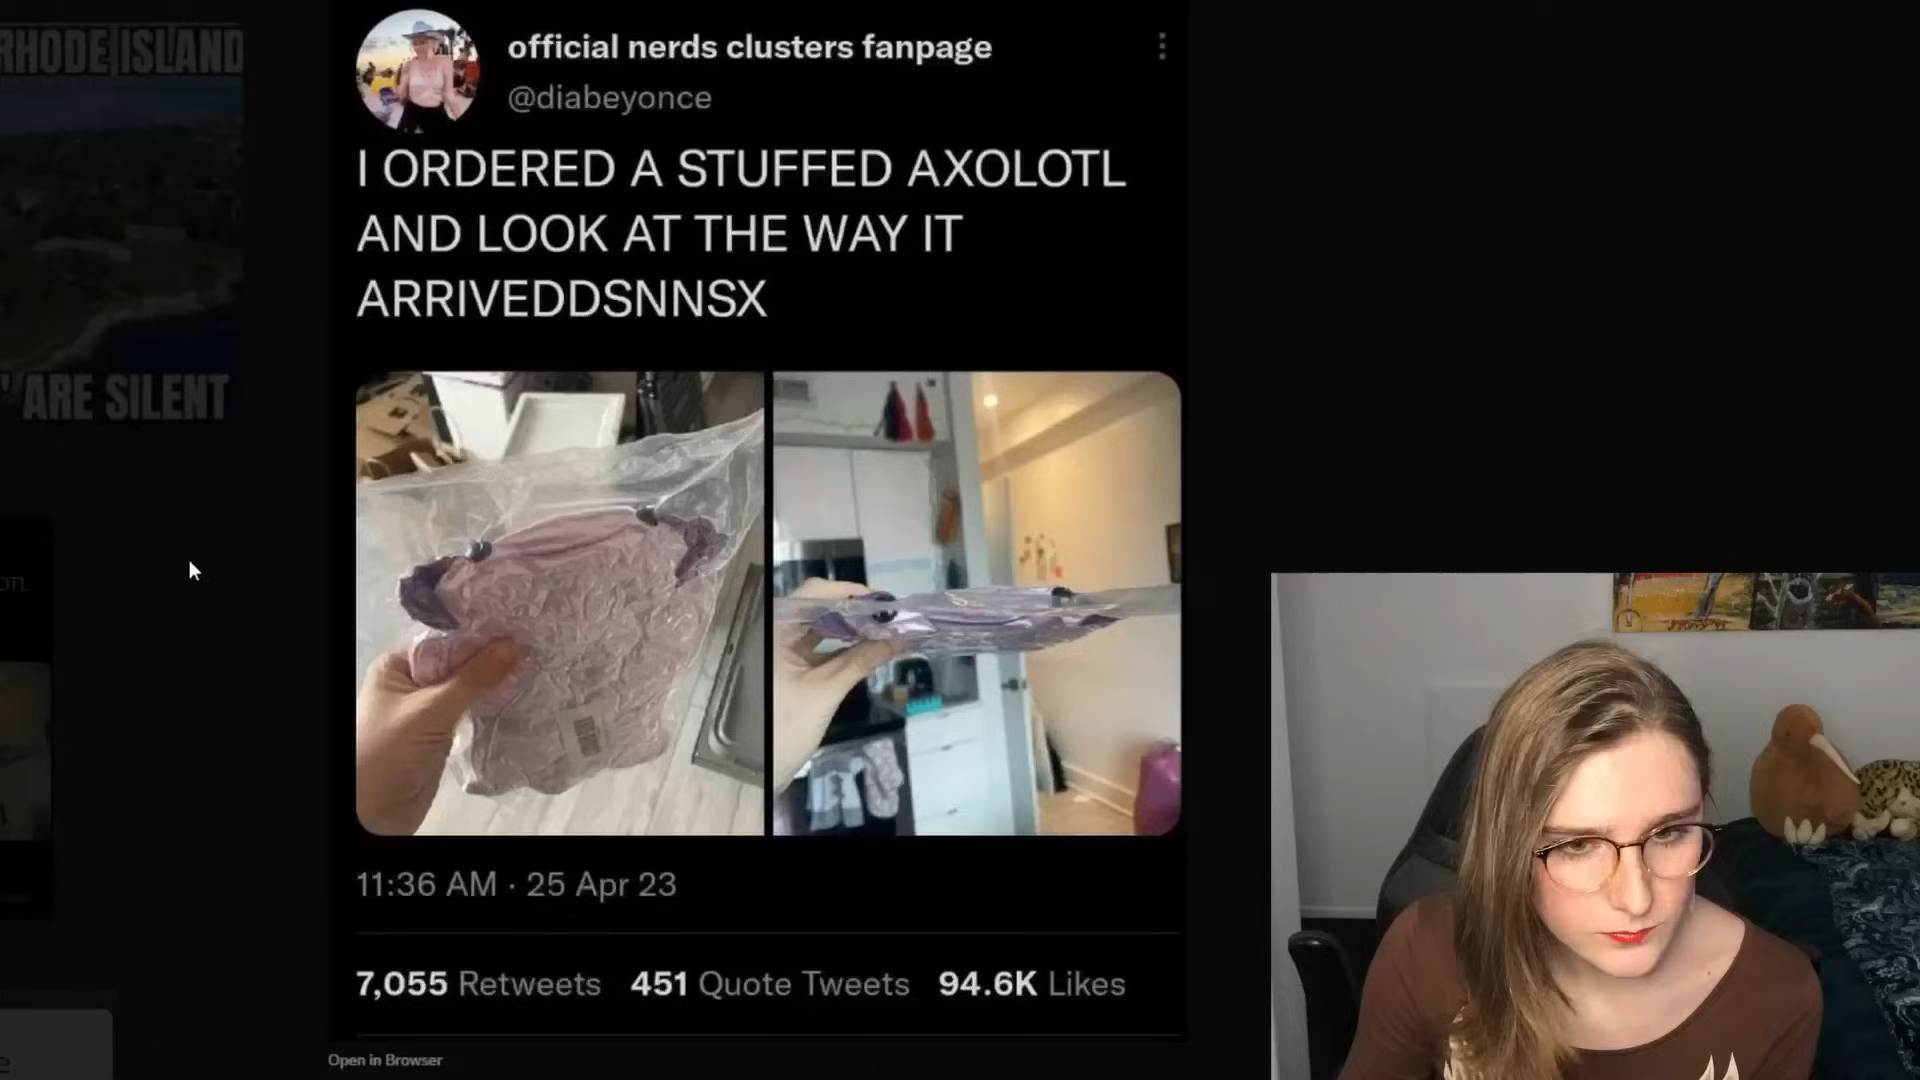 RHODE ISLAND
' ARE SILENT
OTL
e
official nerds clusters fanpage
@diabeyonce
I ORDERED A STUFFED AXOLOTL
AND LOOK AT THE WAY IT
ARRIVEDDSNNSX
11:36 AM · 25 Apr 23
7,055 Retweets 451 Quote Tweets 94.6K Likes
Open in Browser